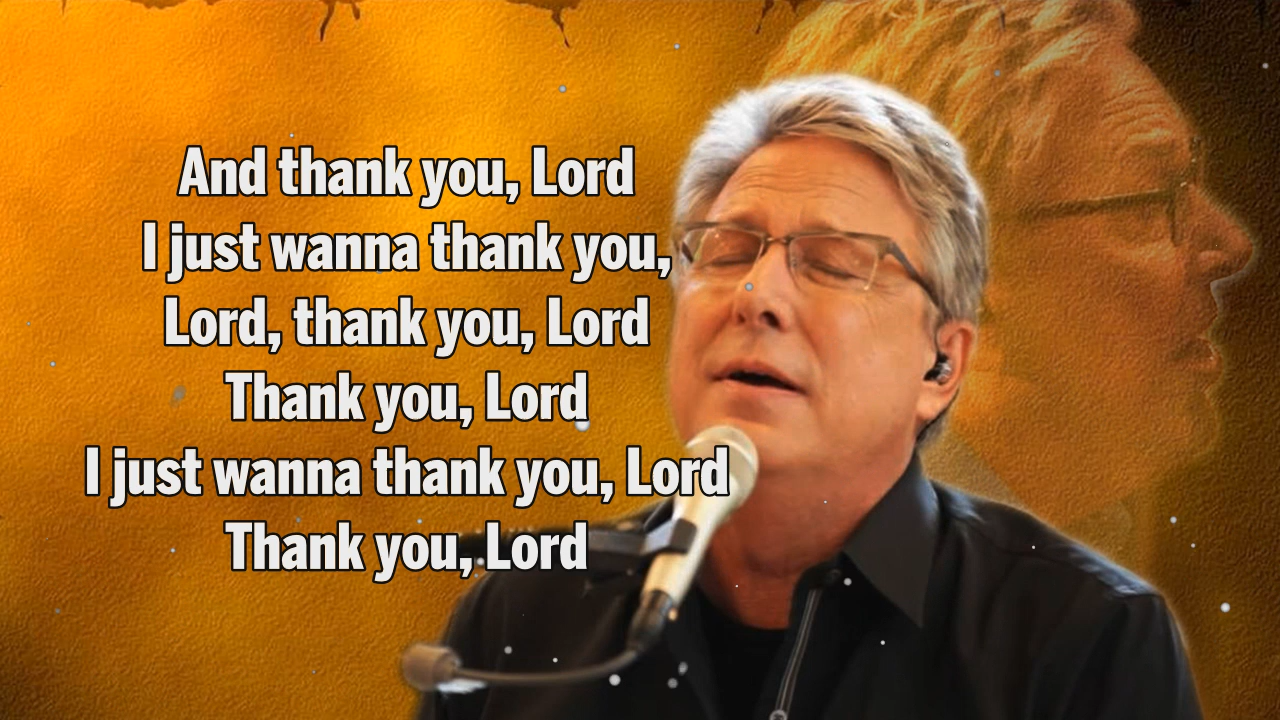 And thank you, Lord
I just wanna thank you,
Lord, thank you, Lord
Thank you, Lord
I just wanna thank you, Lord
Thank you, Lord